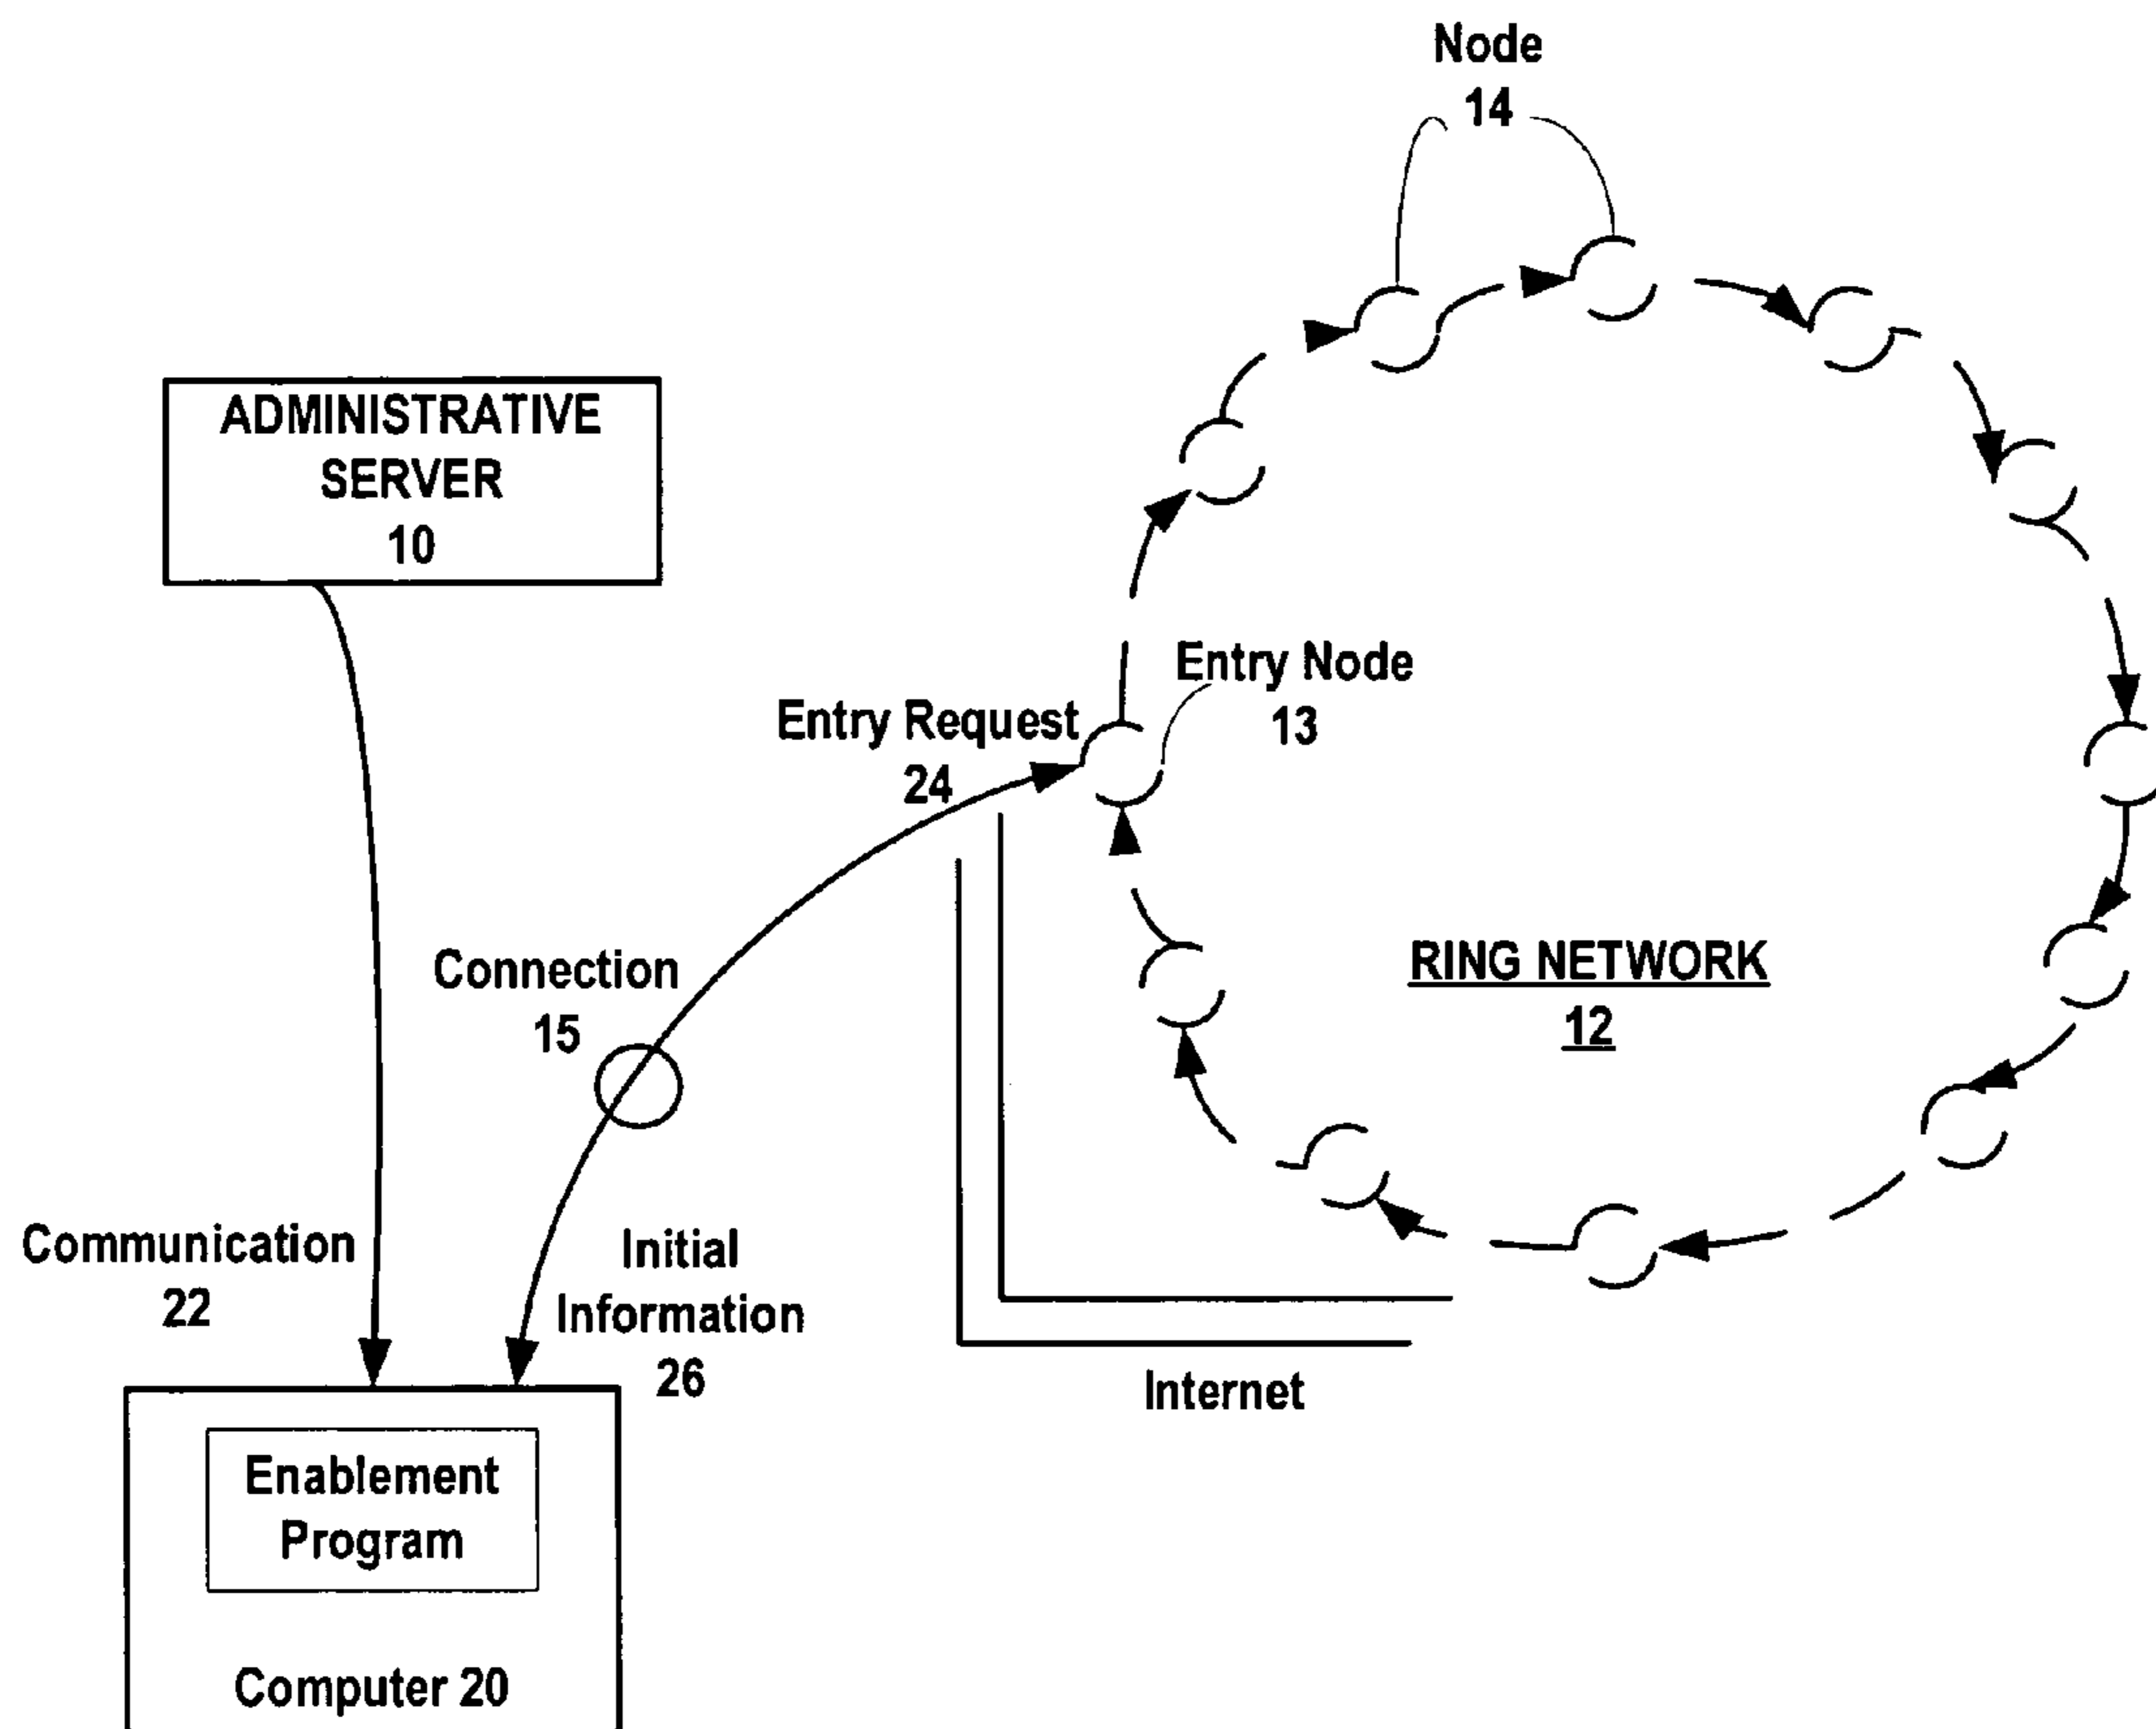 Node
14
ADMINISTRATIVE
SERVER
10
Entry Node
13
Entry Request
24
Connection
15
RING NETWORK
12
Communication
22
Initial
Information
26
Internet
Enablement
Program
Computer 20